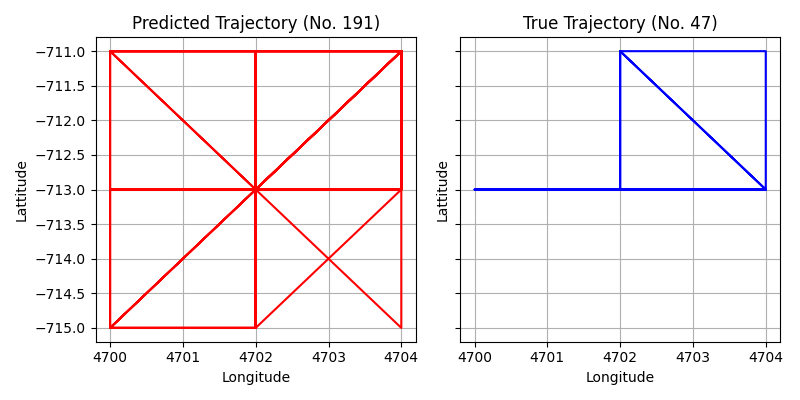 Predicted Trajectory (No. 191)
−711.0
−711.5
−712.0
−712.5
−713.0
−713.5
−714.0
−714.5
−715.0
Lattitude
4700 4701 4702 4703 4704
Longitude
True Trajectory (No. 47)
Lattitude
4700 4701 4702 4703 4704
Longitude